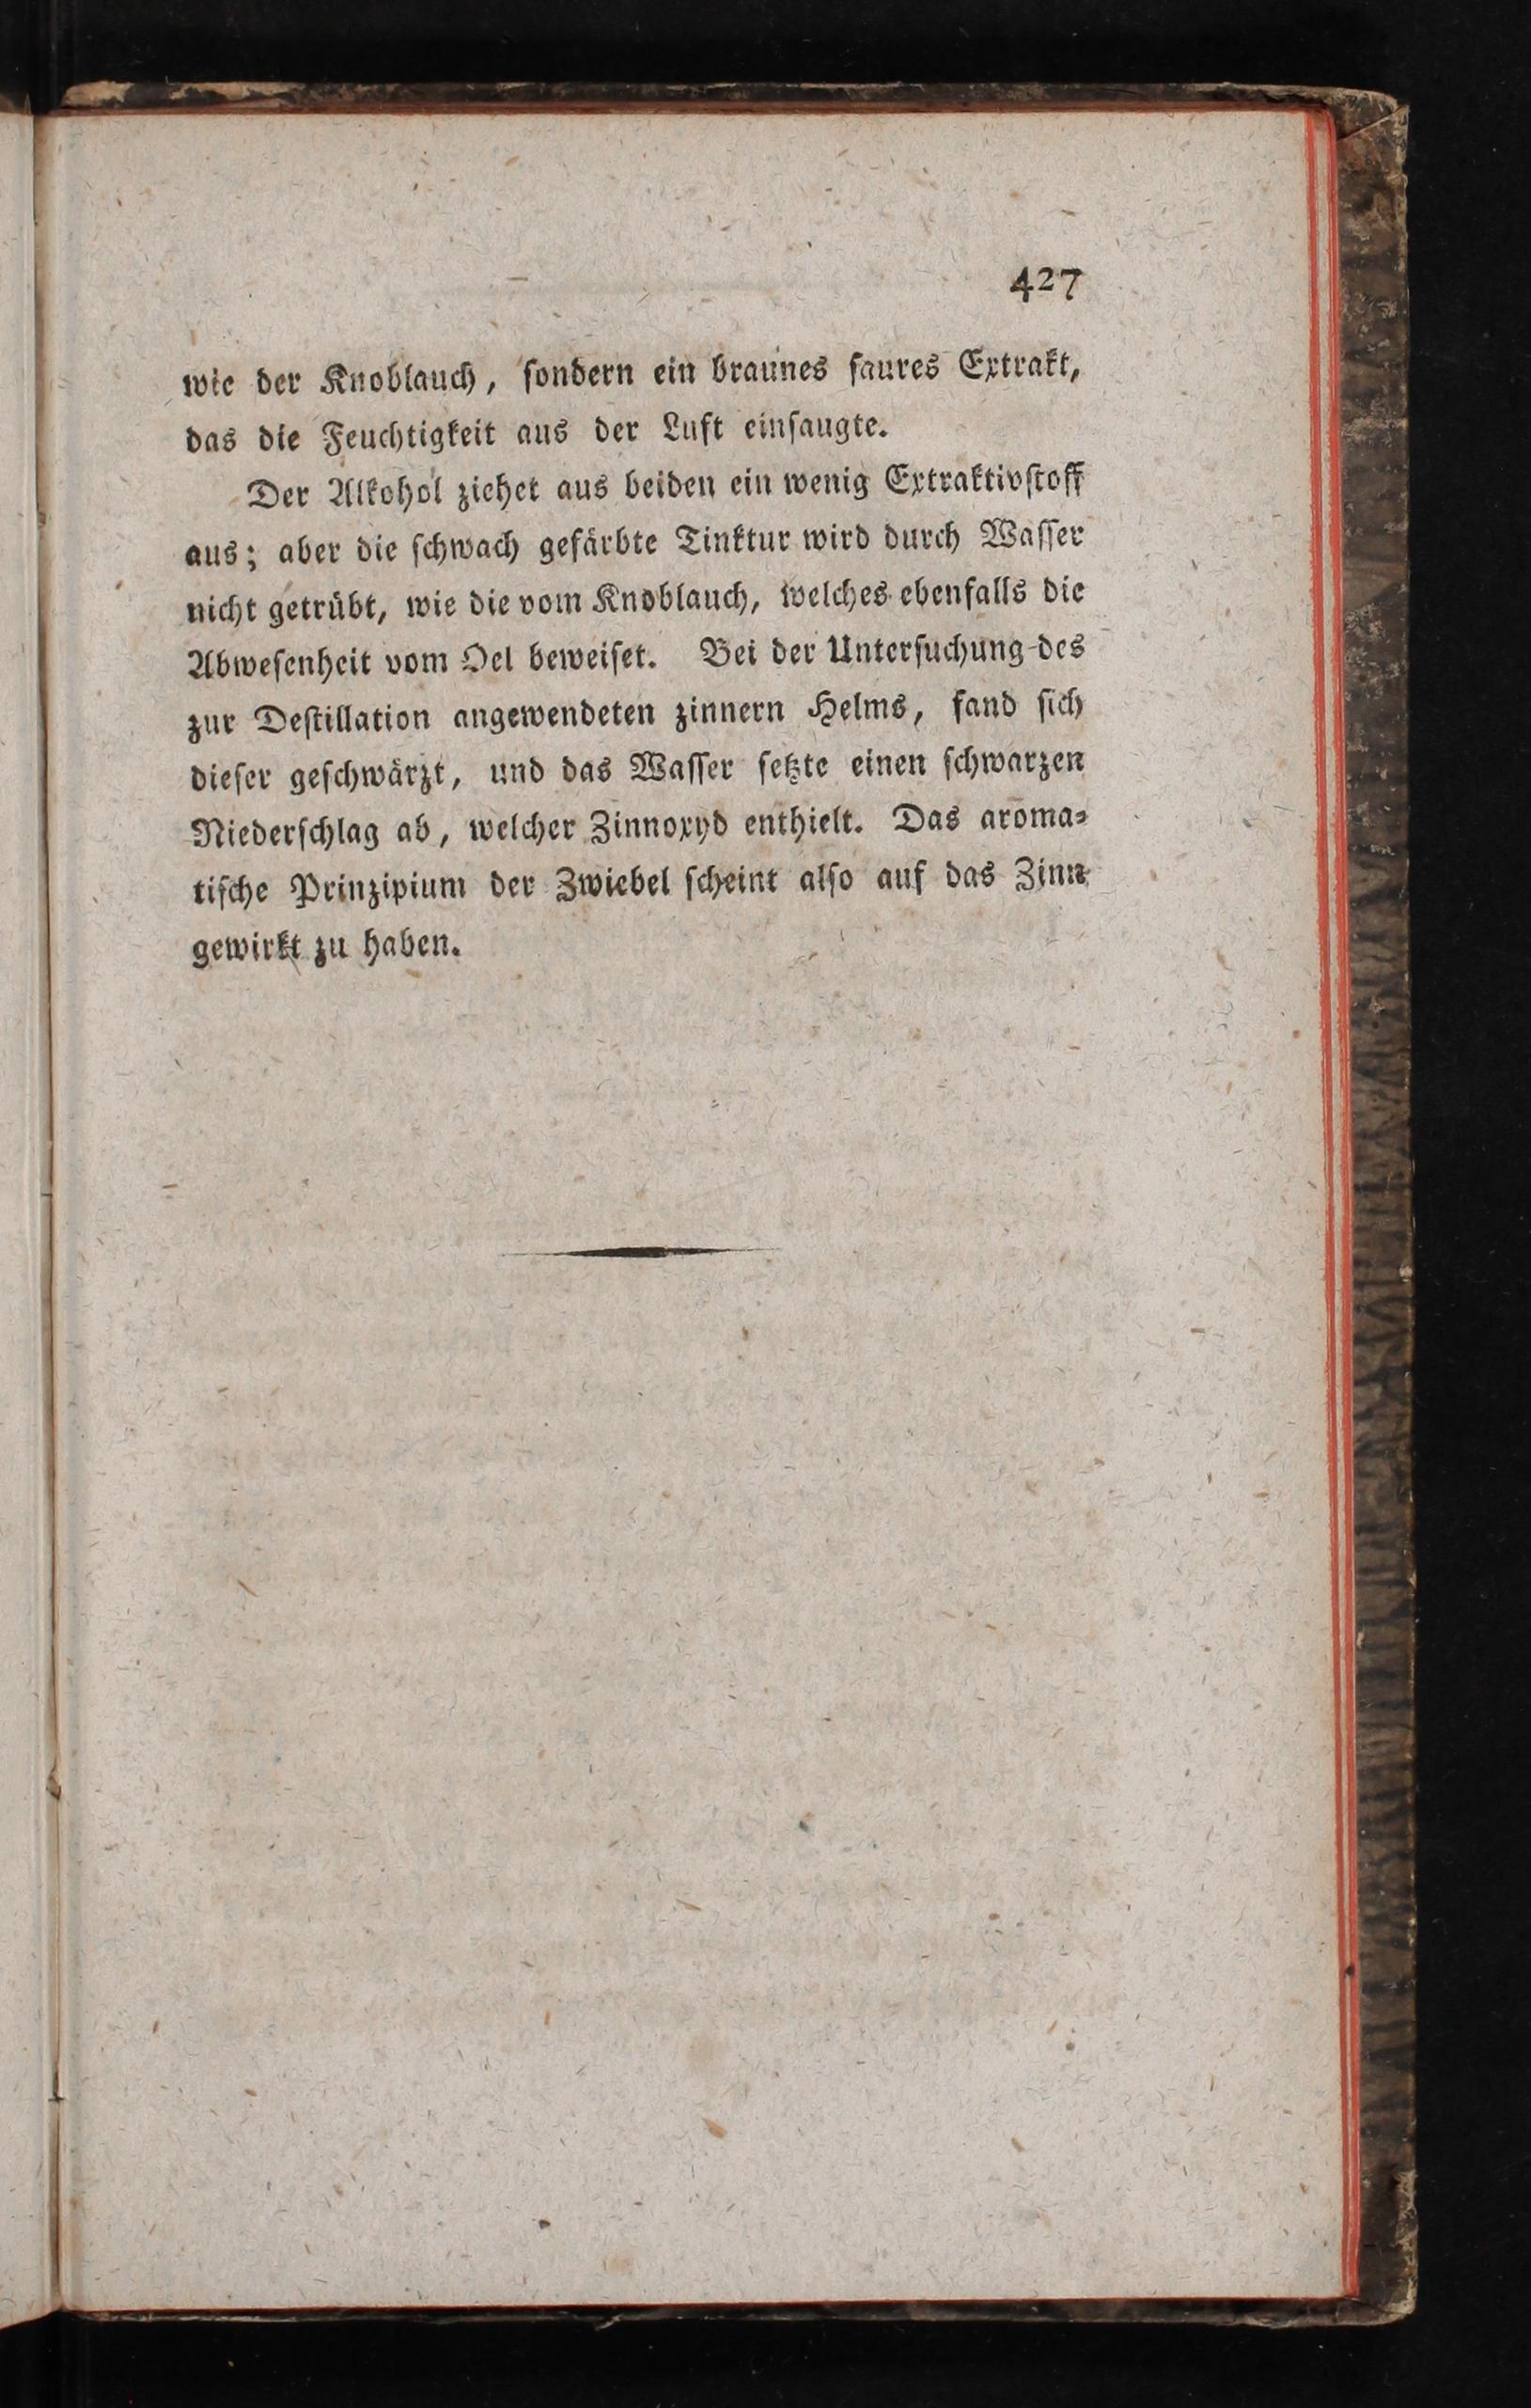 427
wie der Knoblauch, ſondern ein braunes ſaures Extrakt,
das die Feuchtigkeit aus der Luft einſaugte.
Der Alkohol ziehet aus beiden ein wenig Extraktivſtoff
aus; aber die ſchwach gefärbte Tinktur wird durch Waſſer
nicht getrübt, wie die vom Knoblauch, welches ebenfalls die
Abweſenheit vom Oel beweiſet. Bei der Unterſuchung des
zur Deſtillation angewendeten zinnern Helms, fand ſich
dieſer geſchwärzt, und das Waſſer ſetzte einen ſchwarzen
Niederſchlag ab, welcher Zinnoxyd enthielt. Das aroma⸗
tiſche Prinzipium der Zwiebel ſcheint alſo auf das Zinn
gewirkt zu haben.